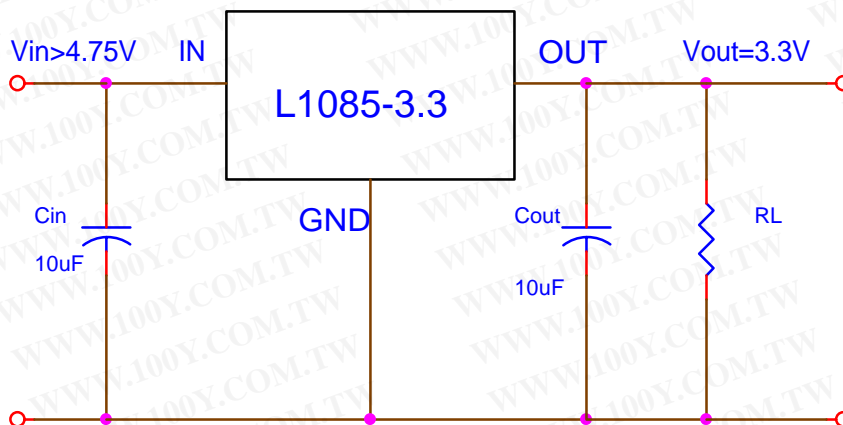 Vin>4.75V
IN
L1085-3.3
OUT
Vout=3.3V
GND
Cin
10uF
Cout
10uF
RL
WWW.100Y.COM.TW